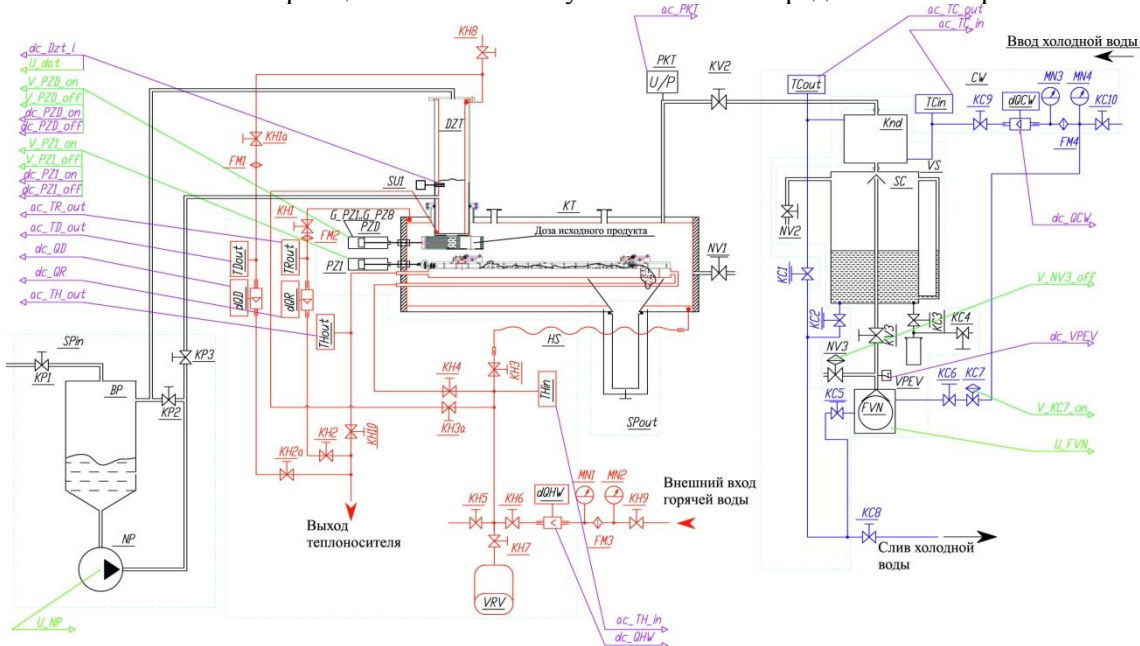 ac_PKT
ac_TC_out
ac_TC_in
Ввод холодной воды
dc_Dzt_l
U_dat
V_PZD_on
V_PZD_off
dc_PZD_on
dc_PZD_off
V_PZ1_on
V_PZ1_off
dc_PZ1_on
dc_PZ1_off
ac_TR_out
ac_TD_out
dc_QD
dc_QR
ac_TH_out
KH8
PKT
U/P
KV2
TCout
TCin
CW
KC9
dQCW
MN3
MN4
KC10
FM4
Knd
VS
SC
NV2
dc_QCW
DZT
KH1a
FM1
SU1
KH1
FM2
G_PZ1.G_PZ8
PZD
PZ1
KT
Доза исходного продукта
NV1
TDout
TRout
dQD
dQR
THout
KC1
KC2
KV3
KC3
KC4
V_NV3_off
dc_VPEV
NV3
VPEV
KC6
KC7
KC5
FVN
V_KC7_on
U_FVN
SPin
KP1
BP
KP2
KP3
HS
KH4
KH3
KH3a
THin
SPout
KH10
KH2
KH2a
NP
U_NP
Выход
теплоносителя
KH5
KH6
dQHW
MN1
MN2
KH9
FM3
Внешний вход
горячей воды
KH7
VRV
ac_TH_in
dc_QHW
KC8
Слив холодной
воды